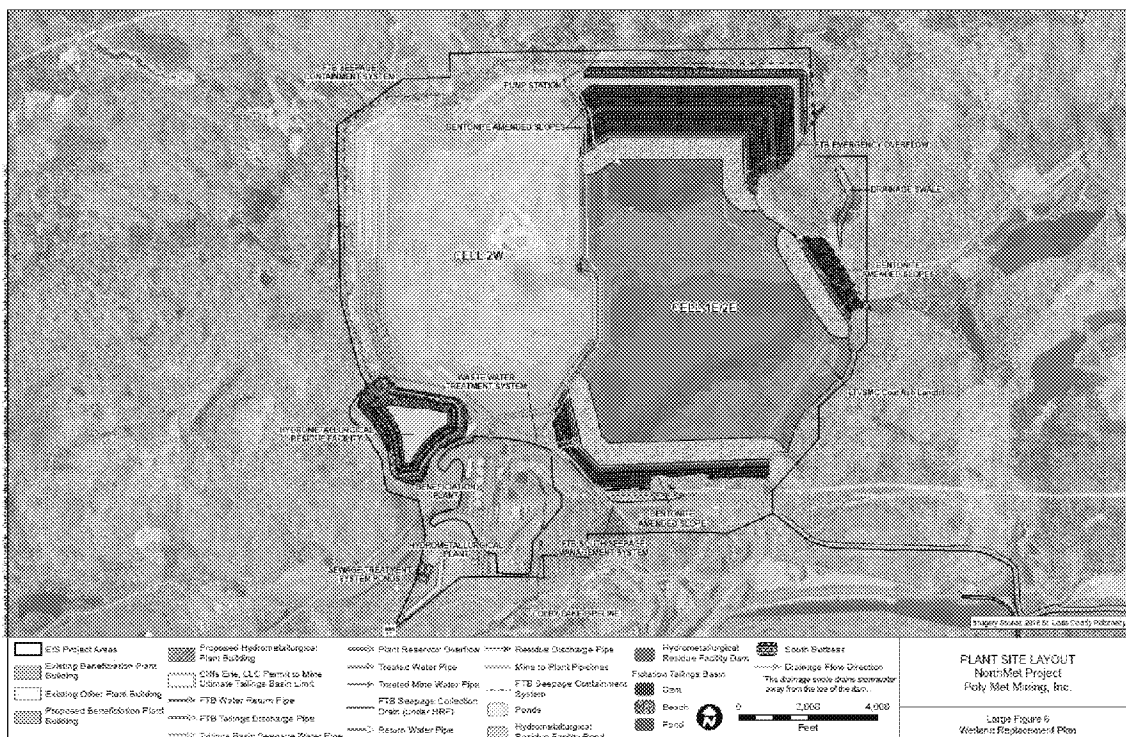 FTB SEEPAGE
CONTAINMENT SYSTEM
PUMP STATION
BENTONITE AMENDED SLOPES
FTB EMERGENCY OVERFLOW
DRAINAGE SWALE
CELL 2W
BENTONITE
AMENDED SLOPES
CELL 1E/2E
WASTE WATER
TREATMENT SYSTEM
HYDROMETALLURGICAL
RESIDUE FACILITY
BENEFICIATION
PLANT
BENTONITE
AMENDED SLOPE
HYDROMETALLURGICAL
PLANT
FTB SOUTH SEEPAGE
MANAGEMENT SYSTEM
SEWAGE TREATMENT
SYSTEM PONDS
COLBY LAKE PIPELINE
EIS Project Areas
Existing Beneficiation Plant
Building
Existing Other Plant Building
Proposed Beneficiation Plant
Building
Proposed Hydrometallurgical
Plant Building
Cliffs Erie, LLC Permit to Mine
Ultimate Tailings Basin Limit
FTB Water Return Pipe
FTB Tailings Discharge Pipe
Tailings Basin Seepage Water Pipe
Plant Reservoir Overflow
Treated Water Pipe
Treated Mine Water Pipe
FTB Seepage Collection
Drain (under HRF)
Return Water Pipe
Residue Discharge Pipe
Mine to Plant Pipelines
FTB Seepage Containment
System
Ponds
Hydrometallurgical
Residue Facility Pond
Hydrometallurgical
Residue Facility Dam
Flotation Tailings Basin
Dam
Beach
Pond
South Buttress
Drainage Flow Direction
The drainage swale drains stormwater
away from the toe of the dam.
0 2,000 4,000
Feet
PLANT SITE LAYOUT
NorthMet Project
Poly Met Mining, Inc.
Large Figure 6
Wetland Replacement Plan